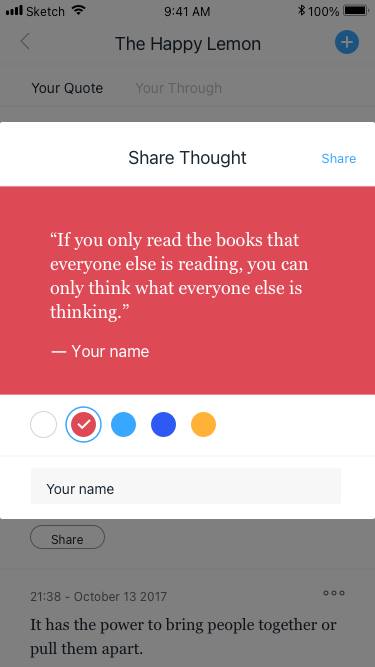 Sketch 9:41 AM 100%
The Happy Lemon
Your Quote Your Through
Share Thought Share
“If you only read the books that
everyone else is reading, you can
only think what everyone else is
thinking.”
— Your name
Your name
Share
21:38 - October 13 2017
It has the power to bring people together or
pull them apart.